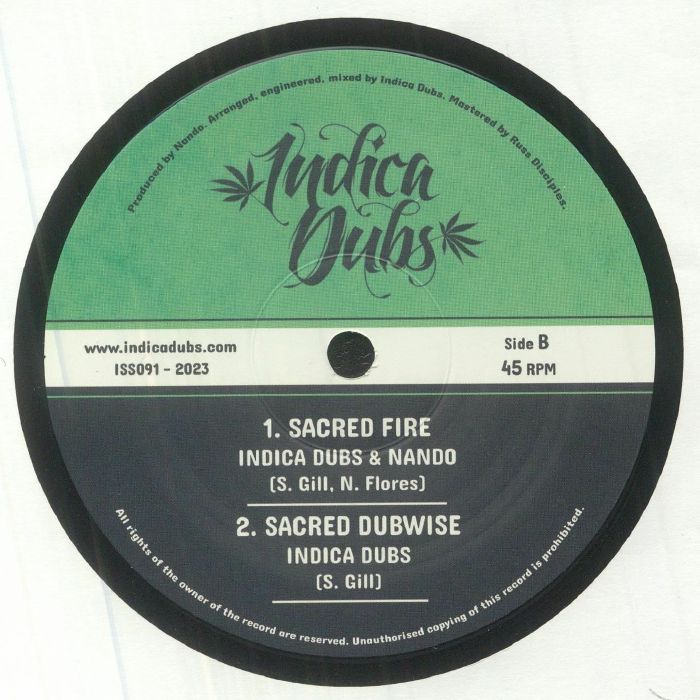 Produced by Nando. Arranged, engineered, mixed by Indica Dubs. Mastered by Russ Disciples.
Indica
Dubs
www.indicadubs.com
ISS091 - 2023
Side B
45 RPM
1. SACRED FIRE
INDICA DUBS & NANDO
(S. Gill, N. Flores)
2. SACRED DUBWISE
INDICA DUBS
(S. Gill)
All rights of the owner of the record are reserved. Unauthorised copying of this record is prohibited.